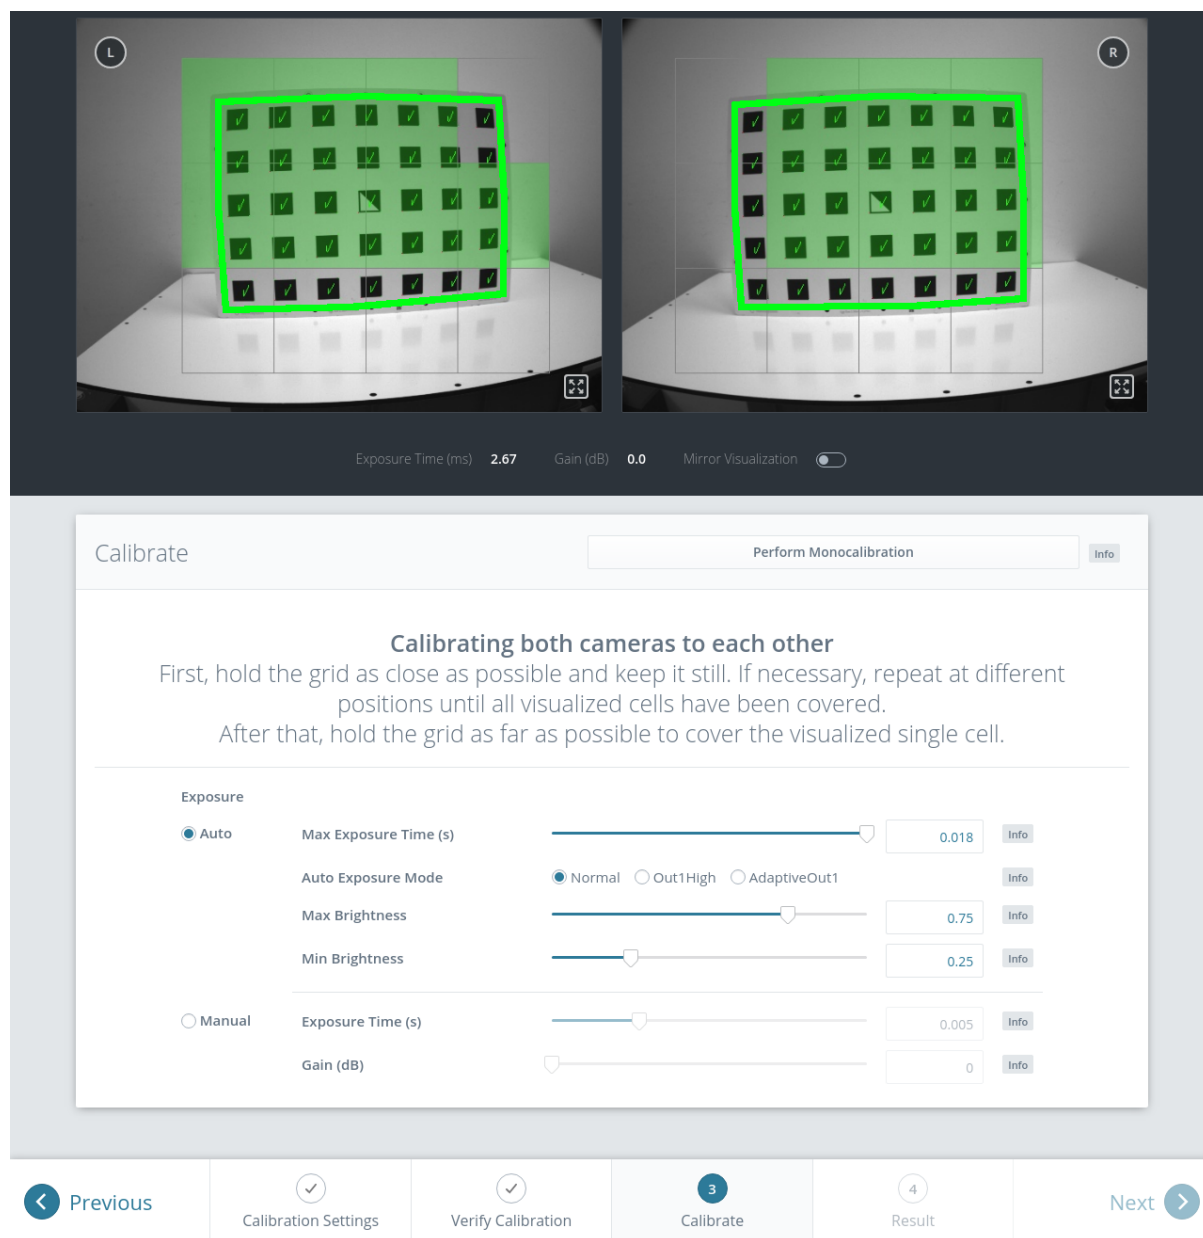 L
R
Exposure Time (ms) 2.67 Gain (dB) 0.0 Mirror Visualization
Calibrate
Perform Monocalibration
Info
Calibrating both cameras to each other
First, hold the grid as close as possible and keep it still. If necessary, repeat at different
positions until all visualized cells have been covered.
After that, hold the grid as far as possible to cover the visualized single cell.
Exposure
Auto
Max Exposure Time (s) 0.018 Info
Auto Exposure Mode Normal Out1High AdaptiveOut1 Info
Max Brightness 0.75 Info
Min Brightness 0.25 Info
Manual
Exposure Time (s) 0.005 Info
Gain (dB) 0 Info
Previous
Calibration Settings
Verify Calibration
3
Calibrate
4
Result
Next